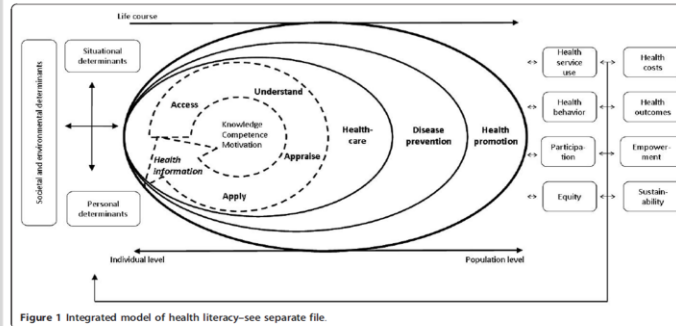 Life course
Societal and environmental determinants
Situational
determinants
Personal
determinants
Access
Understand
Knowledge
Competence
Motivation
Health
information
Appraise
Apply
Health-
care
Disease
prevention
Health
promotion
Health
service
use
Health
costs
Health
behavior
Health
outcomes
Participa-
tion
Empower-
ment
Equity
Sustain-
ability
Individual level
Population level
Figure 1 Integrated model of health literacy–see separate file.